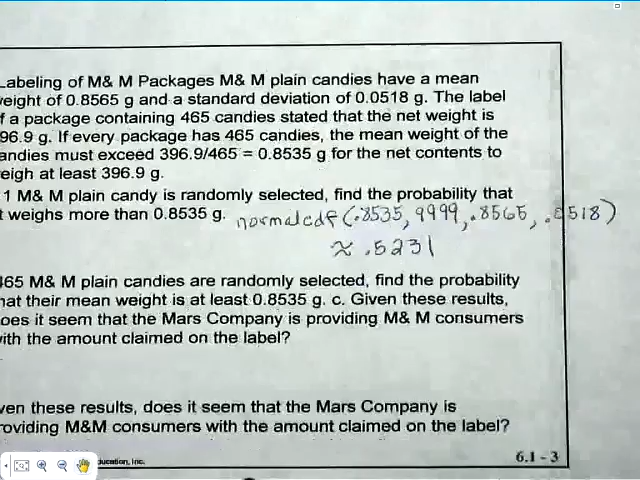 Labeling of M& M Packages M& M plain candies have a mean
eight of 0.8565 g and a standard deviation of 0.0518 g. The label
f a package containing 465 candies stated that the net weight is
96.9 g. If every package has 465 candies, the mean weight of the
andies must exceed 396.9/465 = 0.8535 g for the net contents to
eigh at least 396.9 g.
1 M& M plain candy is randomly selected, find the probability that
t weighs more than 0.8535 g. normalcdf(.8535, 9999, .8565, .0518)
≈ .5231
465 M& M plain candies are randomly selected, find the probability
hat their mean weight is at least 0.8535 g. c. Given these results,
oes it seem that the Mars Company is providing M& M consumers
ith the amount claimed on the label?
ven these results, does it seem that the Mars Company is
roviding M&M consumers with the amount claimed on the label?
ducation, Inc.
6.1 - 3